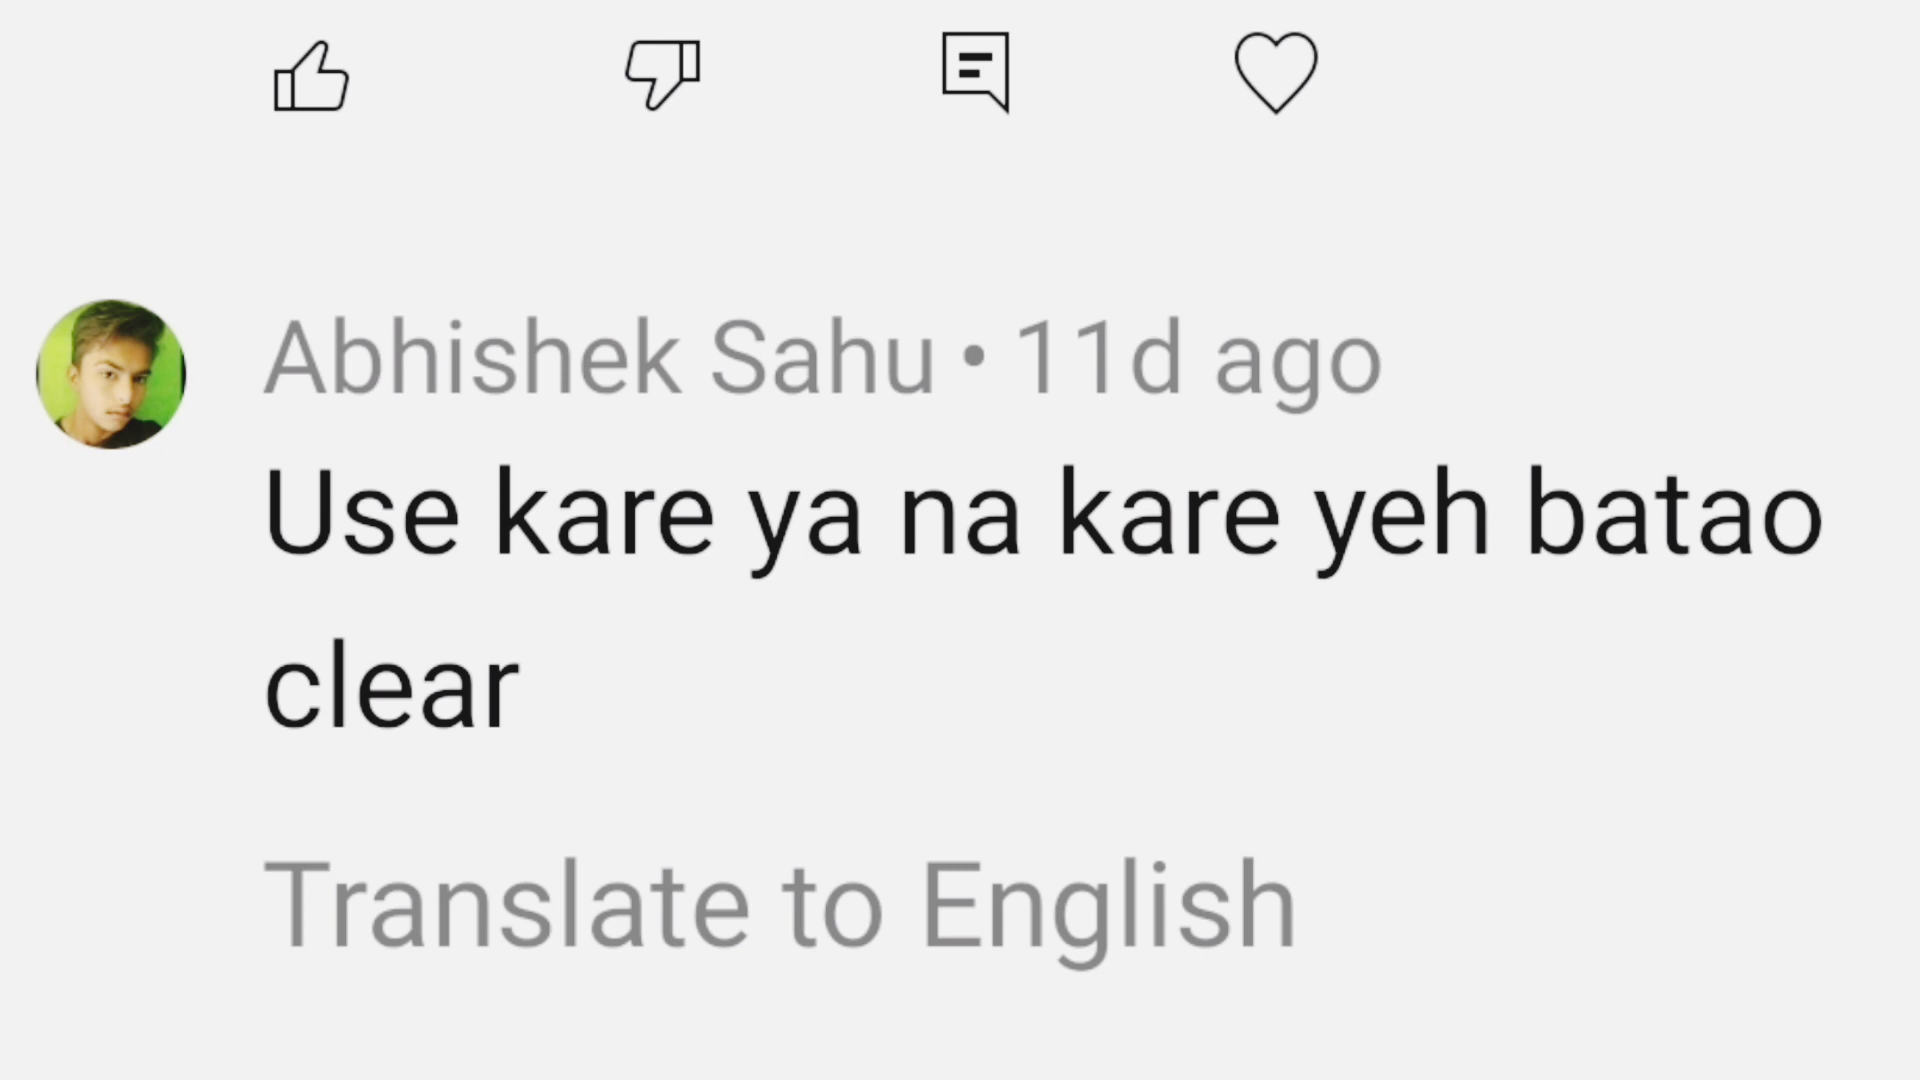 Abhishek Sahu • 11d ago
Use kare ya na kare yeh batao
clear
Translate to English